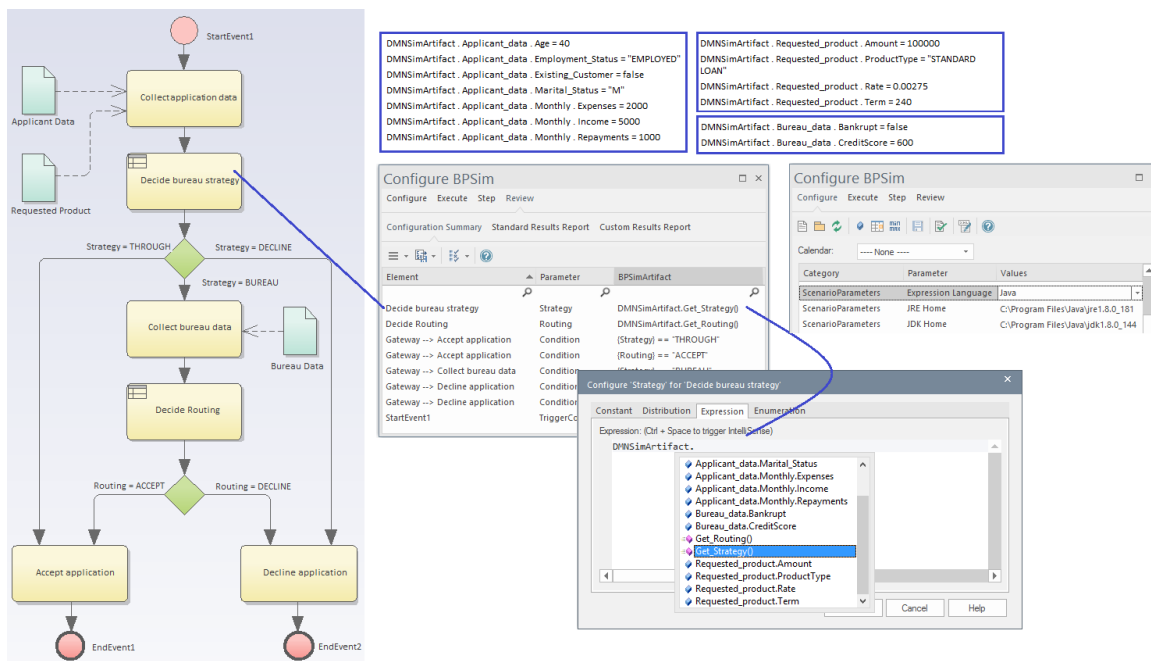 StartEvent1
Collect application data
Applicant Data
Requested Product
Decide bureau strategy
Strategy = THROUGH
Strategy = DECLINE
Strategy = BUREAU
Collect bureau data
Bureau Data
Decide Routing
Routing = ACCEPT
Routing = DECLINE
Accept application
Decline application
EndEvent1
EndEvent2
DMNSimArtifact . Applicant_data . Age = 40
DMNSimArtifact . Applicant_data . Employment_Status = "EMPLOYED"
DMNSimArtifact . Applicant_data . Existing_Customer = false
DMNSimArtifact . Applicant_data . Marital_Status = "M"
DMNSimArtifact . Applicant_data . Monthly . Expenses = 2000
DMNSimArtifact . Applicant_data . Monthly . Income = 5000
DMNSimArtifact . Applicant_data . Monthly . Repayments = 1000
DMNSimArtifact . Requested_product . Amount = 100000
DMNSimArtifact . Requested_product . ProductType = "STANDARD
LOAN"
DMNSimArtifact . Requested_product . Rate = 0.00275
DMNSimArtifact . Requested_product . Term = 240
DMNSimArtifact . Bureau_data . Bankrupt = false
DMNSimArtifact . Bureau_data . CreditScore = 600
Configure BPSim
Configure Execute Step Review
Configuration Summary Standard Results Report Custom Results Report
Element Parameter BPSimArtifact
Decide bureau strategy Strategy DMNSimArtifact.Get_Strategy()
Decide Routing Routing DMNSimArtifact.Get_Routing()
Gateway --> Accept application Condition {Strategy} == "THROUGH"
Gateway --> Accept application Condition {Routing} == "ACCEPT"
Gateway --> Collect bureau data Condition {Strategy} == "BUREAU"
Gateway --> Decline application Condition
Gateway --> Decline application Condition
StartEvent1 TriggerCo
Configure BPSim
Configure Execute Step Review
Calendar: ---- None ----
Category Parameter Values
ScenarioParameters Expression Language Java
ScenarioParameters JRE Home C:\Program Files\Java\jre1.8.0_181
ScenarioParameters JDK Home C:\Program Files\Java\jdk1.8.0_144
Configure 'Strategy' for 'Decide bureau strategy'
Constant Distribution Expression Enumeration
Expression: (Ctrl + Space to trigger IntelliSense)
DMNSimArtifact.
Applicant_data.Marital_Status
Applicant_data.Monthly.Expenses
Applicant_data.Monthly.Income
Applicant_data.Monthly.Repayments
Bureau_data.Bankrupt
Bureau_data.CreditScore
Get_Routing()
Get_Strategy()
Requested_product.Amount
Requested_product.ProductType
Requested_product.Rate
Requested_product.Term
Cancel Help